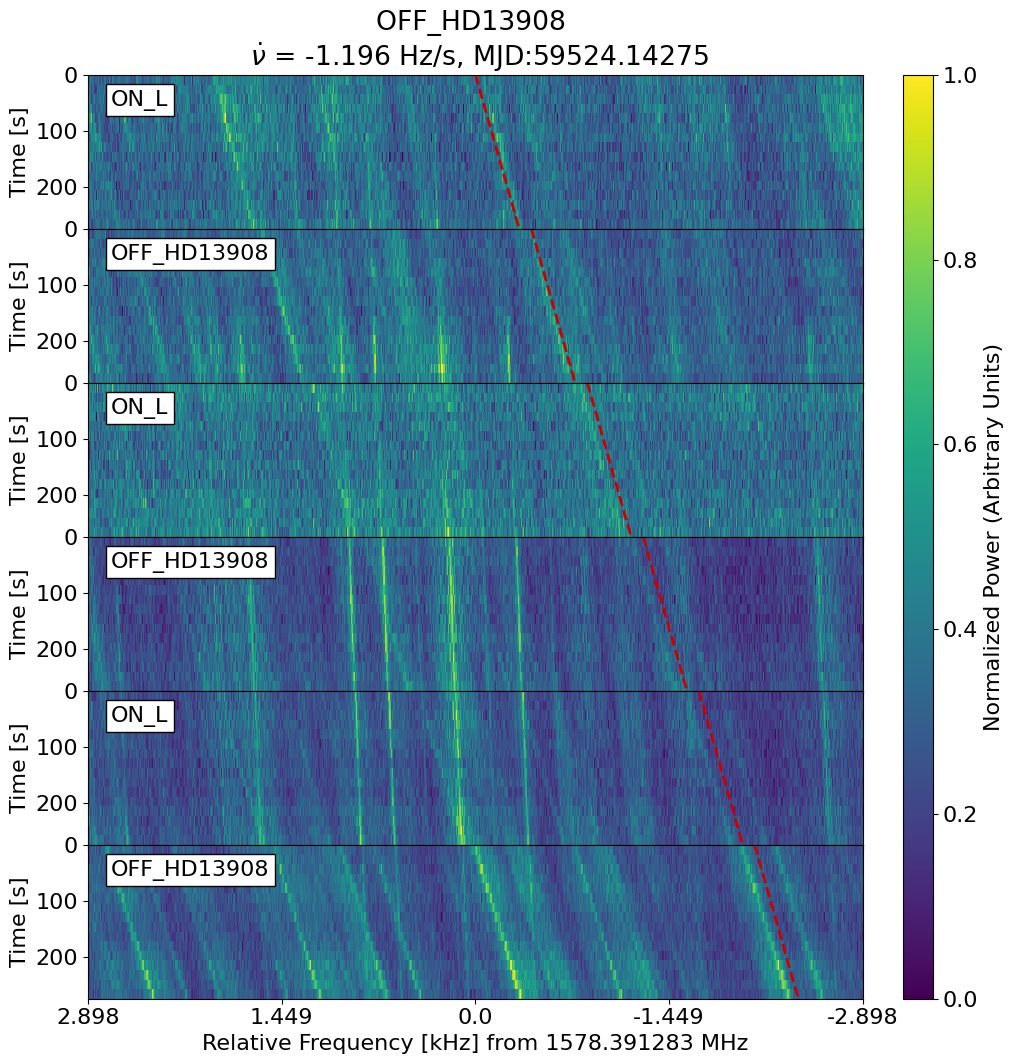 OFF_HD13908
ν̇ = -1.196 Hz/s, MJD:59524.14275
0
100
200
Time [s]
ON_L
0
100
200
Time [s]
OFF_HD13908
0
100
200
Time [s]
ON_L
0
100
200
Time [s]
OFF_HD13908
0
100
200
Time [s]
ON_L
0
100
200
Time [s]
OFF_HD13908
2.898 1.449 0.0 -1.449 -2.898
Relative Frequency [kHz] from 1578.391283 MHz
1.0
0.8
0.6
0.4
0.2
0.0
Normalized Power (Arbitrary Units)